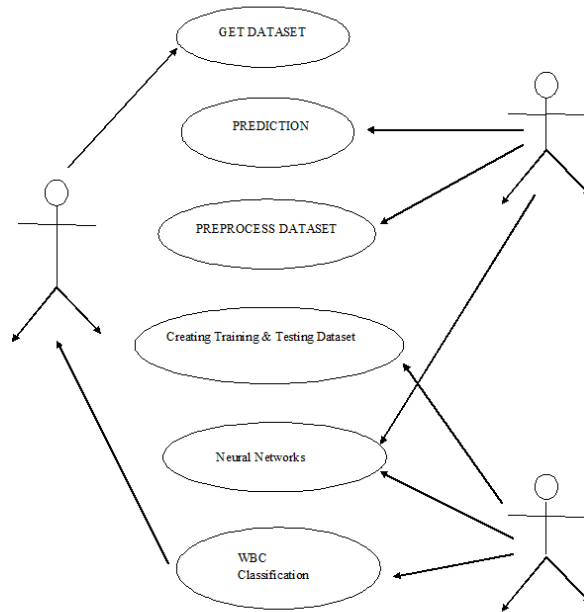 GET DATASET
PREDICTION
PREPROCESS DATASET
Creating Training & Testing Dataset
Neural Networks
WBC
Classification